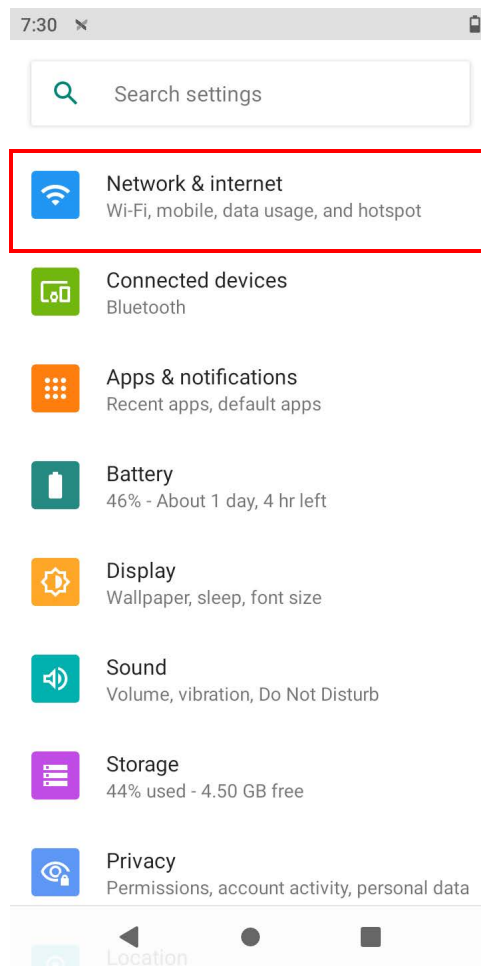 7:30
Search settings
Network & internet
Wi-Fi, mobile, data usage, and hotspot
Connected devices
Bluetooth
Apps & notifications
Recent apps, default apps
Battery
46% - About 1 day, 4 hr left
Display
Wallpaper, sleep, font size
Sound
Volume, vibration, Do Not Disturb
Storage
44% used - 4.50 GB free
Privacy
Permissions, account activity, personal data
Location